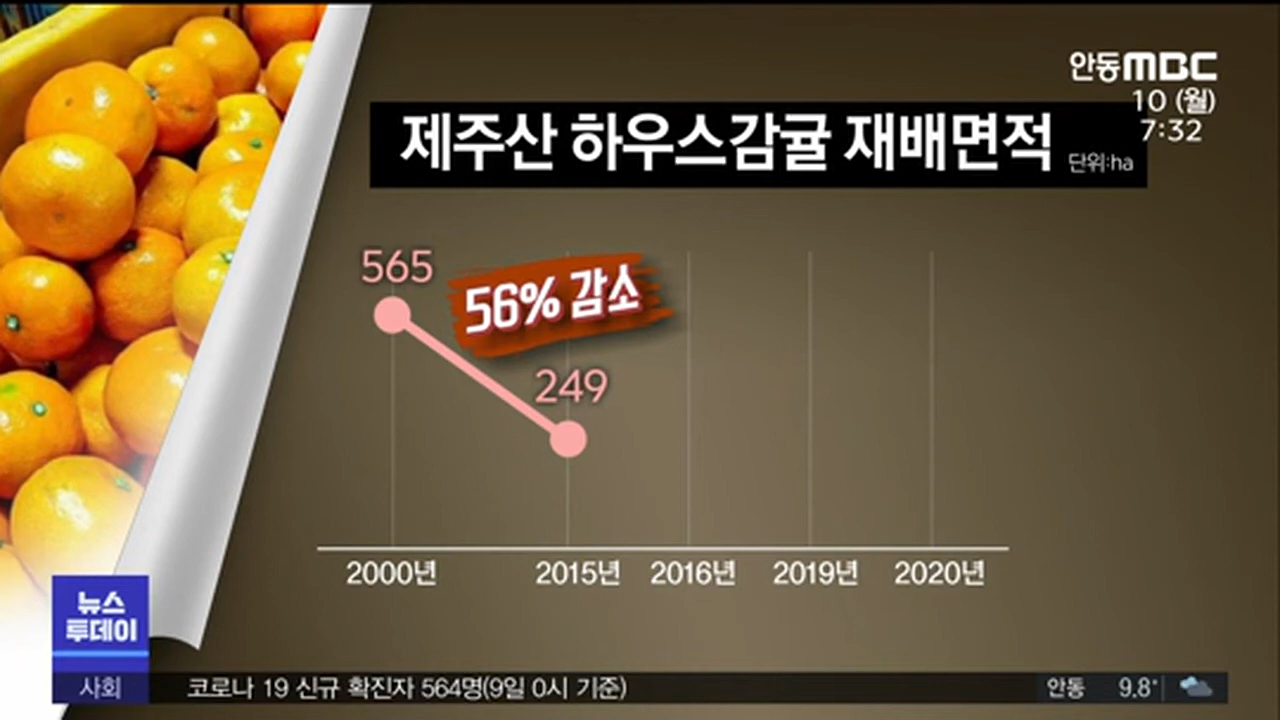 안동MBC
10 (월)
7:32
제주산 하우스감귤 재배면적
단위:ha
565
56% 감소
249
2000년 2015년 2016년 2019년 2020년
뉴스
투데이
사회
코로나 19 신규 확진자 564명(9일 0시 기준)
안동 9.8°